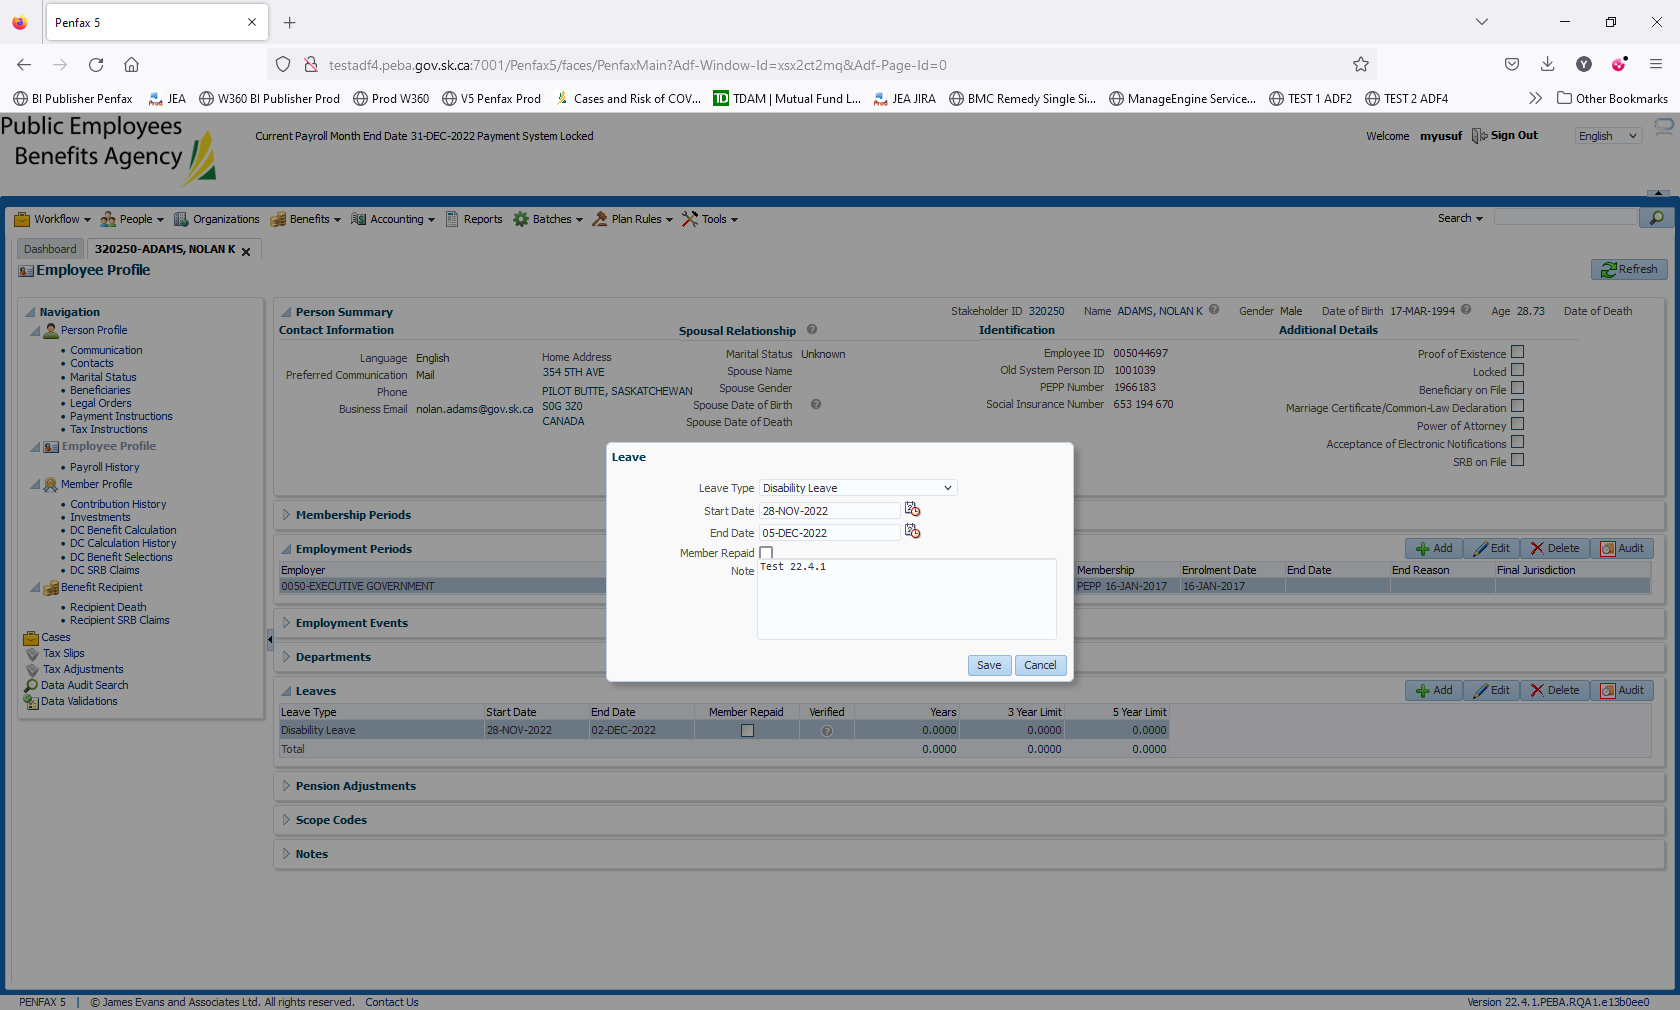 Penfax 5
testadf4.peba.gov.sk.ca:7001/Penfax5/faces/PenfaxMain?Adf-Window-Id=xsx2ct2mq&Adf-Page-Id=0
BI Publisher Penfax JEA W360 BI Publisher Prod Prod W360 V5 Penfax Prod Cases and Risk of COV... TD TDAM | Mutual Fund L... JEA JIRA BMC Remedy Single Si... ManageEngine Service... TEST 1 ADF2 TEST 2 ADF4 Other Bookmarks
Public Employees
Benefits Agency
Current Payroll Month End Date 31-DEC-2022 Payment System Locked
Welcome myusuf Sign Out English
Workflow People Organizations Benefits Accounting Reports Batches Plan Rules Tools Search
Dashboard 320250-ADAMS, NOLAN K
Employee Profile
Refresh
Navigation
Person Profile
Communication
Contacts
Marital Status
Beneficiaries
Legal Orders
Payment Instructions
Tax Instructions
Employee Profile
Payroll History
Member Profile
Contribution History
Investments
DC Benefit Calculation
DC Calculation History
DC Benefit Selections
DC SRB Claims
Benefit Recipient
Recipient Death
Recipient SRB Claims
Cases
Tax Slips
Tax Adjustments
Data Audit Search
Data Validations
Person Summary Stakeholder ID 320250 Name ADAMS, NOLAN K Gender Male Date of Birth 17-MAR-1994 Age 28.73 Date of Death
Contact Information
Language English
Preferred Communication Mail
Phone
Business Email nolan.adams@gov.sk.ca
Home Address
354 5TH AVE
PILOT BUTTE, SASKATCHEWAN
S0G 3Z0
CANADA
Spousal Relationship
Marital Status Unknown
Spouse Name
Spouse Gender
Spouse Date of Birth
Spouse Date of Death
Identification
Employee ID 005044697
Old System Person ID 1001039
PEPP Number 1966183
Social Insurance Number 653 194 670
Additional Details
Proof of Existence
Locked
Beneficiary on File
Marriage Certificate/Common-Law Declaration
Power of Attorney
Acceptance of Electronic Notifications
SRB on File
Leave
Leave Type Disability Leave
Start Date 28-NOV-2022
End Date 05-DEC-2022
Member Repaid
Note Test 22.4.1
Save Cancel
Membership Periods
Employment Periods Add Edit Delete Audit
Employer Membership Enrolment Date End Date End Reason Final Jurisdiction
0050-EXECUTIVE GOVERNMENT PEPP 16-JAN-2017 16-JAN-2017
Employment Events
Departments
Leaves Add Edit Delete Audit
Leave Type Start Date End Date Member Repaid Verified Years 3 Year Limit 5 Year Limit
Disability Leave 28-NOV-2022 02-DEC-2022 0.0000 0.0000 0.0000
Total 0.0000 0.0000 0.0000
Pension Adjustments
Scope Codes
Notes
PENFAX 5 | © James Evans and Associates Ltd. All rights reserved. Contact Us Version 22.4.1.PEBA.RQA1.e13b0ee0